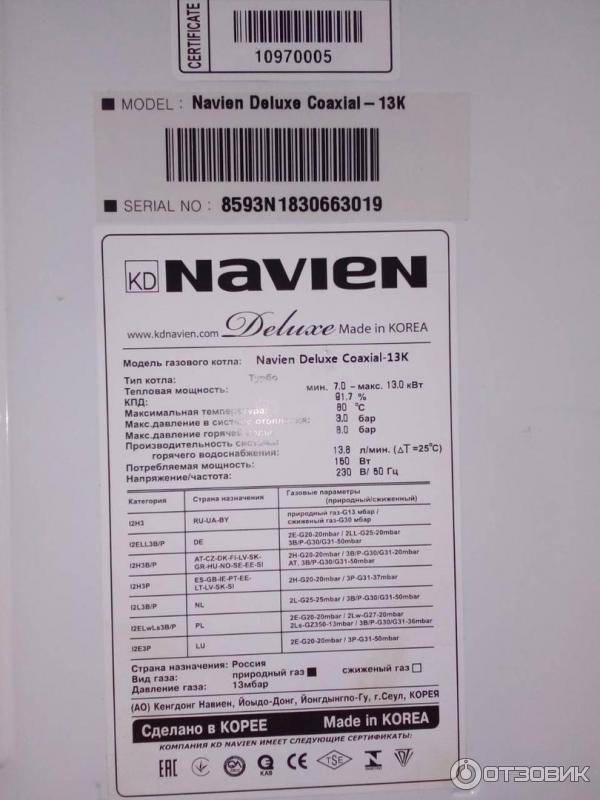 CERTIFICATE
10970005
MODEL : Navien Deluxe Coaxial – 13K
SERIAL NO : 8593N1830663019
KD NAVIEN
www.kdnavien.com Deluxe Made in KOREA
Модель газового котла: Navien Deluxe Coaxial-13K
Тип котла: Турбо
Тепловая мощность: мин. 7.0 – макс. 13.0 кВт
КПД: 91.7 %
Максимальная температура: 80 °C
Макс.давление в системе отопления: 3.0 бар
Макс.давление горячей 8.0 бар
Производительность системы
горячего водоснабжения: 13.8 л/мин. (△T=25°C)
Потребляемая мощность: 150 Вт
Напряжение/частота: 230 В/ 50 Гц
Категория Страна назначения Газовые параметры
(природный/сжиженный)
I2H3 RU-UA-BY природный газ-G13 мбар /
сжиженый газ-G30 мбар
I2ELL3B/P DE 2E-G20-20mbar / 2LL-G25-20mbar
3B/P-G30/G31-50mbar
I2H3B/P AT-CZ-DK-FI-LV-SK-
GR-HU-NO-SE-EE-SI 2H-G20-20mbar / 3B/P-G30/G31-20mbar
AT, 3B/P-G30/G31-50mbar
I2H3P ES-GB-IE-PT-EE-
LT-LV-SK-SI 2H-G20-20mbar / 3P-G31-37mbar
I2L3B/P NL 2L-G25-25mbar / 3B/P-G30/G31-50mbar
I2ELwLs3B/P PL 2E-G20-20mbar / 2Lw-G27-20mbar
2Ls-GZ350-13mbar / 3B/P-G30/G31-36mbar
I2E3P LU 2E-G20-20mbar / 3P-G31-50mbar
Страна назначения: Россия
Вид газа: природный газ сжиженый газ
Давление газа: 13мбар
(АО) Кенгдонг Навиен, Йоыдо-Донг, Йонгдынгпо-Гу, г.Сеул, КОРЕЯ
Сделано в КОРЕЕ Made in KOREA
КОМПАНИЯ KD NAVIEN ИМЕЕТ СЛЕДУЮЩИЕ СЕРТИФИКАТЫ:
EAC QA Q KAB CE TSE
ОТЗОВИК